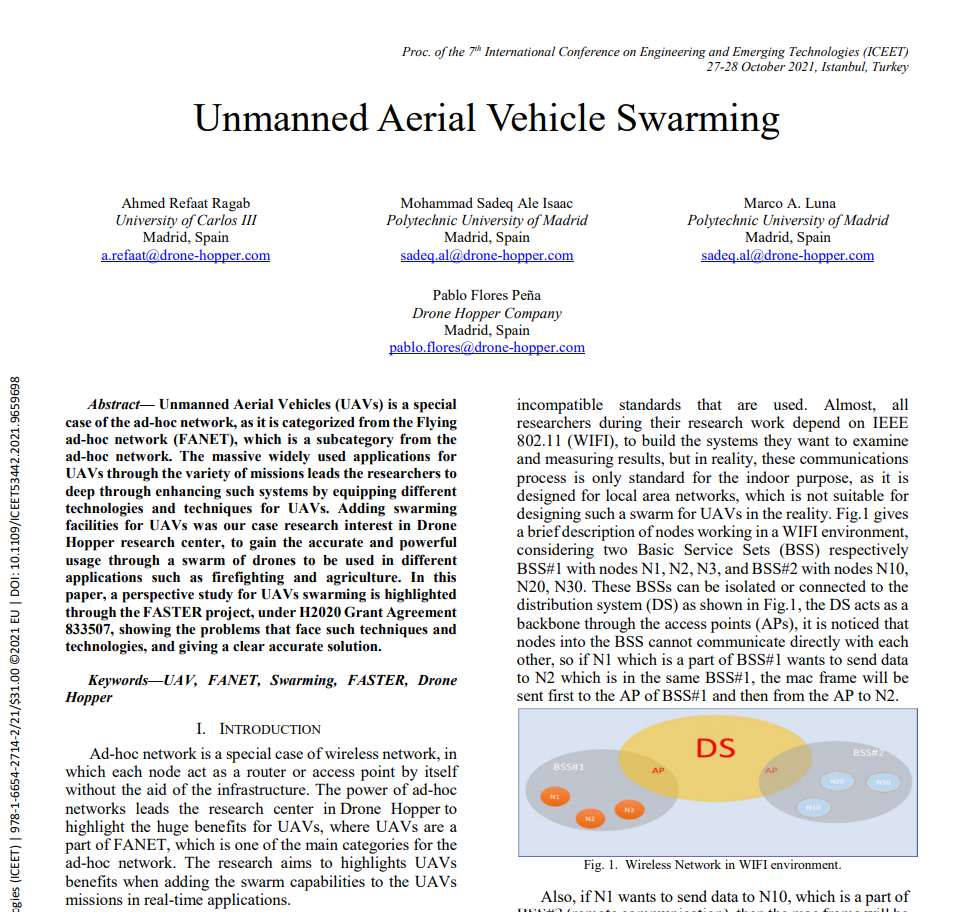 Proc. of the 7th International Conference on Engineering and Emerging Technologies (ICEET)
27-28 October 2021, Istanbul, Turkey
Unmanned Aerial Vehicle Swarming
Ahmed Refaat Ragab
University of Carlos III
Madrid, Spain
a.refaat@drone-hopper.com
Mohammad Sadeq Ale Isaac
Polytechnic University of Madrid
Madrid, Spain
sadeq.al@drone-hopper.com
Marco A. Luna
Polytechnic University of Madrid
Madrid, Spain
sadeq.al@drone-hopper.com
Pablo Flores Peña
Drone Hopper Company
Madrid, Spain
pablo.flores@drone-hopper.com
Abstract— Unmanned Aerial Vehicles (UAVs) is a special
case of the ad-hoc network, as it is categorized from the Flying
ad-hoc network (FANET), which is a subcategory from the
ad-hoc network. The massive widely used applications for
UAVs through the variety of missions leads the researchers to
deep through enhancing such systems by equipping different
technologies and techniques for UAVs. Adding swarming
facilities for UAVs was our case research interest in Drone
Hopper research center, to gain the accurate and powerful
usage through a swarm of drones to be used in different
applications such as firefighting and agriculture. In this
paper, a perspective study for UAVs swarming is highlighted
through the FASTER project, under H2020 Grant Agreement
833507, showing the problems that face such techniques and
technologies, and giving a clear accurate solution.
Keywords—UAV, FANET, Swarming, FASTER, Drone
Hopper
I. INTRODUCTION
Ad-hoc network is a special case of wireless network, in
which each node act as a router or access point by itself
without the aid of the infrastructure. The power of ad-hoc
networks leads the research center in Drone Hopper to
highlight the huge benefits for UAVs, where UAVs are a
part of FANET, which is one of the main categories for the
ad-hoc network. The research aims to highlights UAVs
benefits when adding the swarm capabilities to the UAVs
missions in real-time applications.
incompatible standards that are used. Almost, all
researchers during their research work depend on IEEE
802.11 (WIFI), to build the systems they want to examine
and measuring results, but in reality, these communications
process is only standard for the indoor purpose, as it is
designed for local area networks, which is not suitable for
designing such a swarm for UAVs in the reality. Fig.1 gives
a brief description of nodes working in a WIFI environment,
considering two Basic Service Sets (BSS) respectively
BSS#1 with nodes N1, N2, N3, and BSS#2 with nodes N10,
N20, N30. These BSSs can be isolated or connected to the
distribution system (DS) as shown in Fig.1, the DS acts as a
backbone through the access points (APs), it is noticed that
nodes into the BSS cannot communicate directly with each
other, so if N1 which is a part of BSS#1 wants to send data
to N2 which is in the same BSS#1, the mac frame will be
sent first to the AP of BSS#1 and then from the AP to N2.
DS
BSS#1
BSS#2
AP
AP
N1
N2
N3
N20
N30
N10
Fig. 1. Wireless Network in WIFI environment.
Also, if N1 wants to send data to N10, which is a part of
BSS#2 (remote communication), then the mac frame will be
ogies (ICEET) | 978-1-6654-2714-2/21/$31.00 ©2021 EU | DOI: 10.1109/ICEET53442.2021.9659698